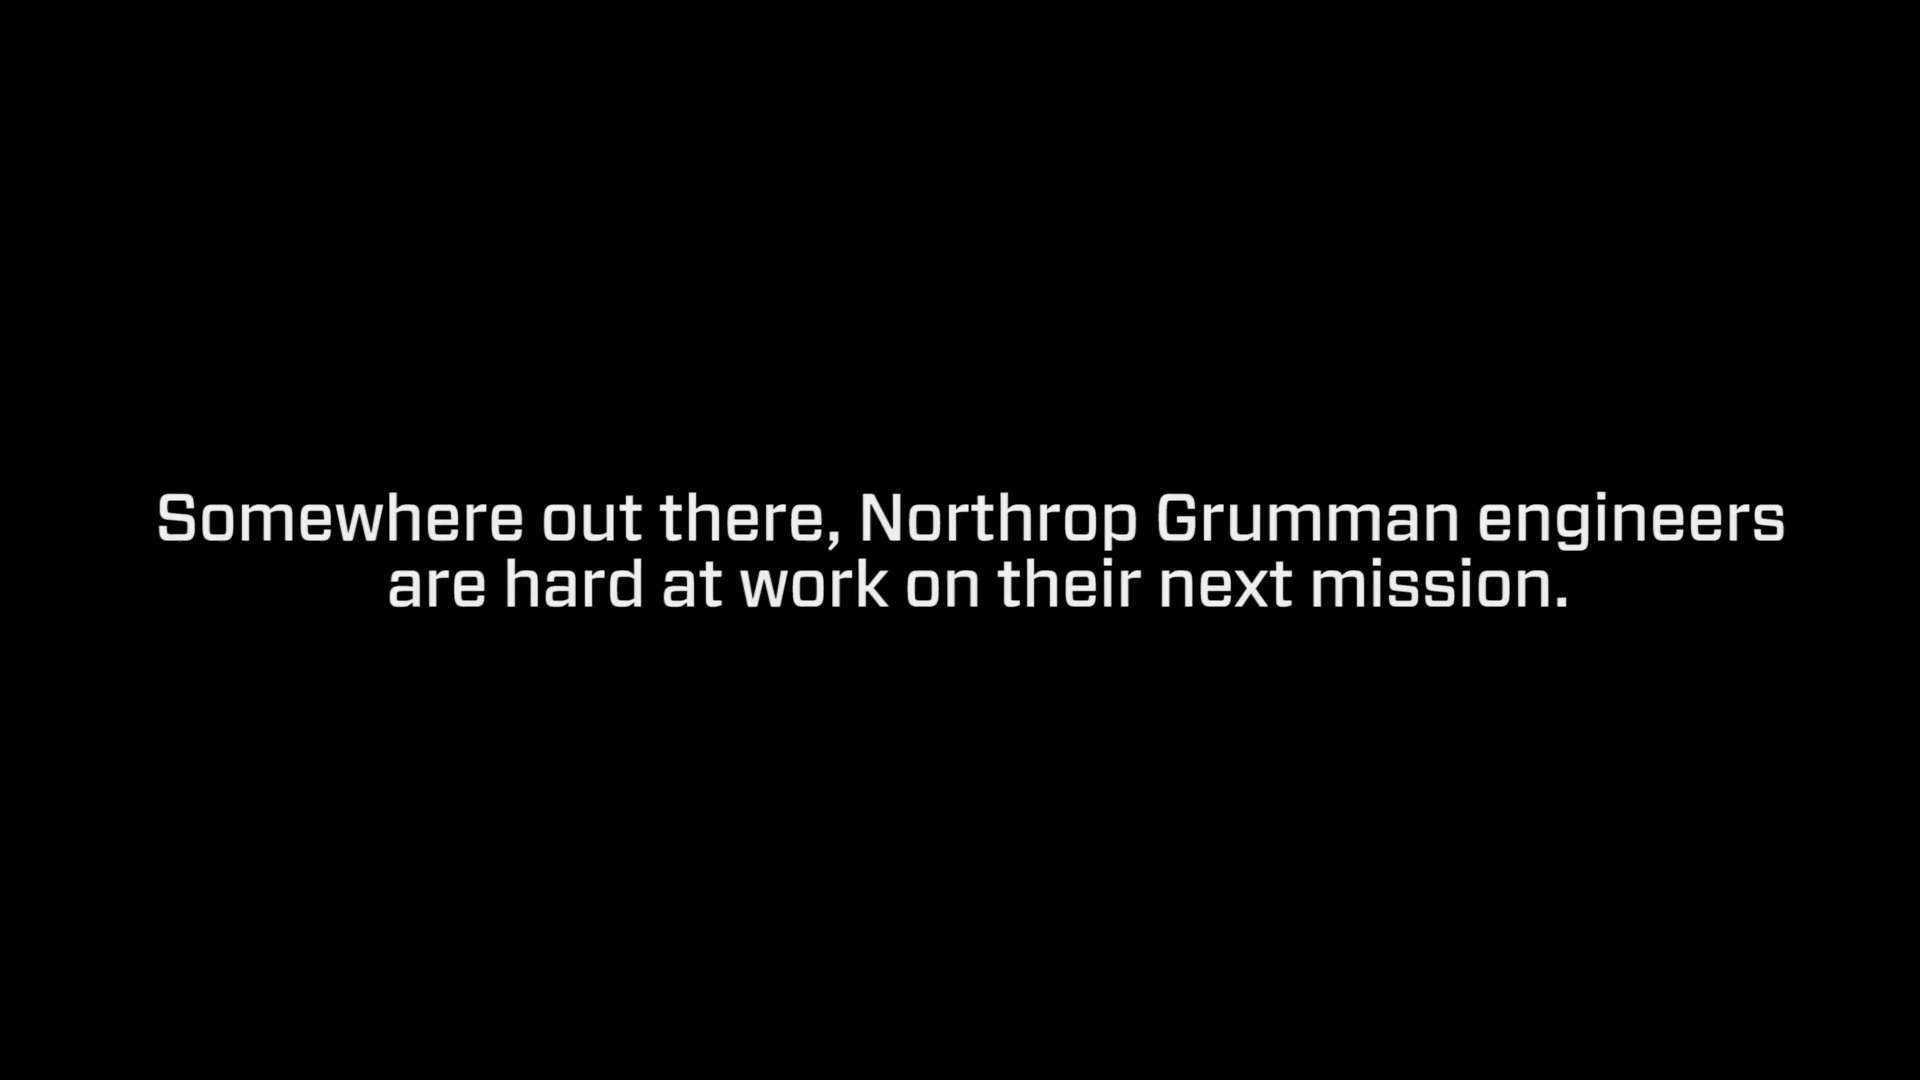 Somewhere out there, Northrop Grumman engineers
are hard at work on their next mission.